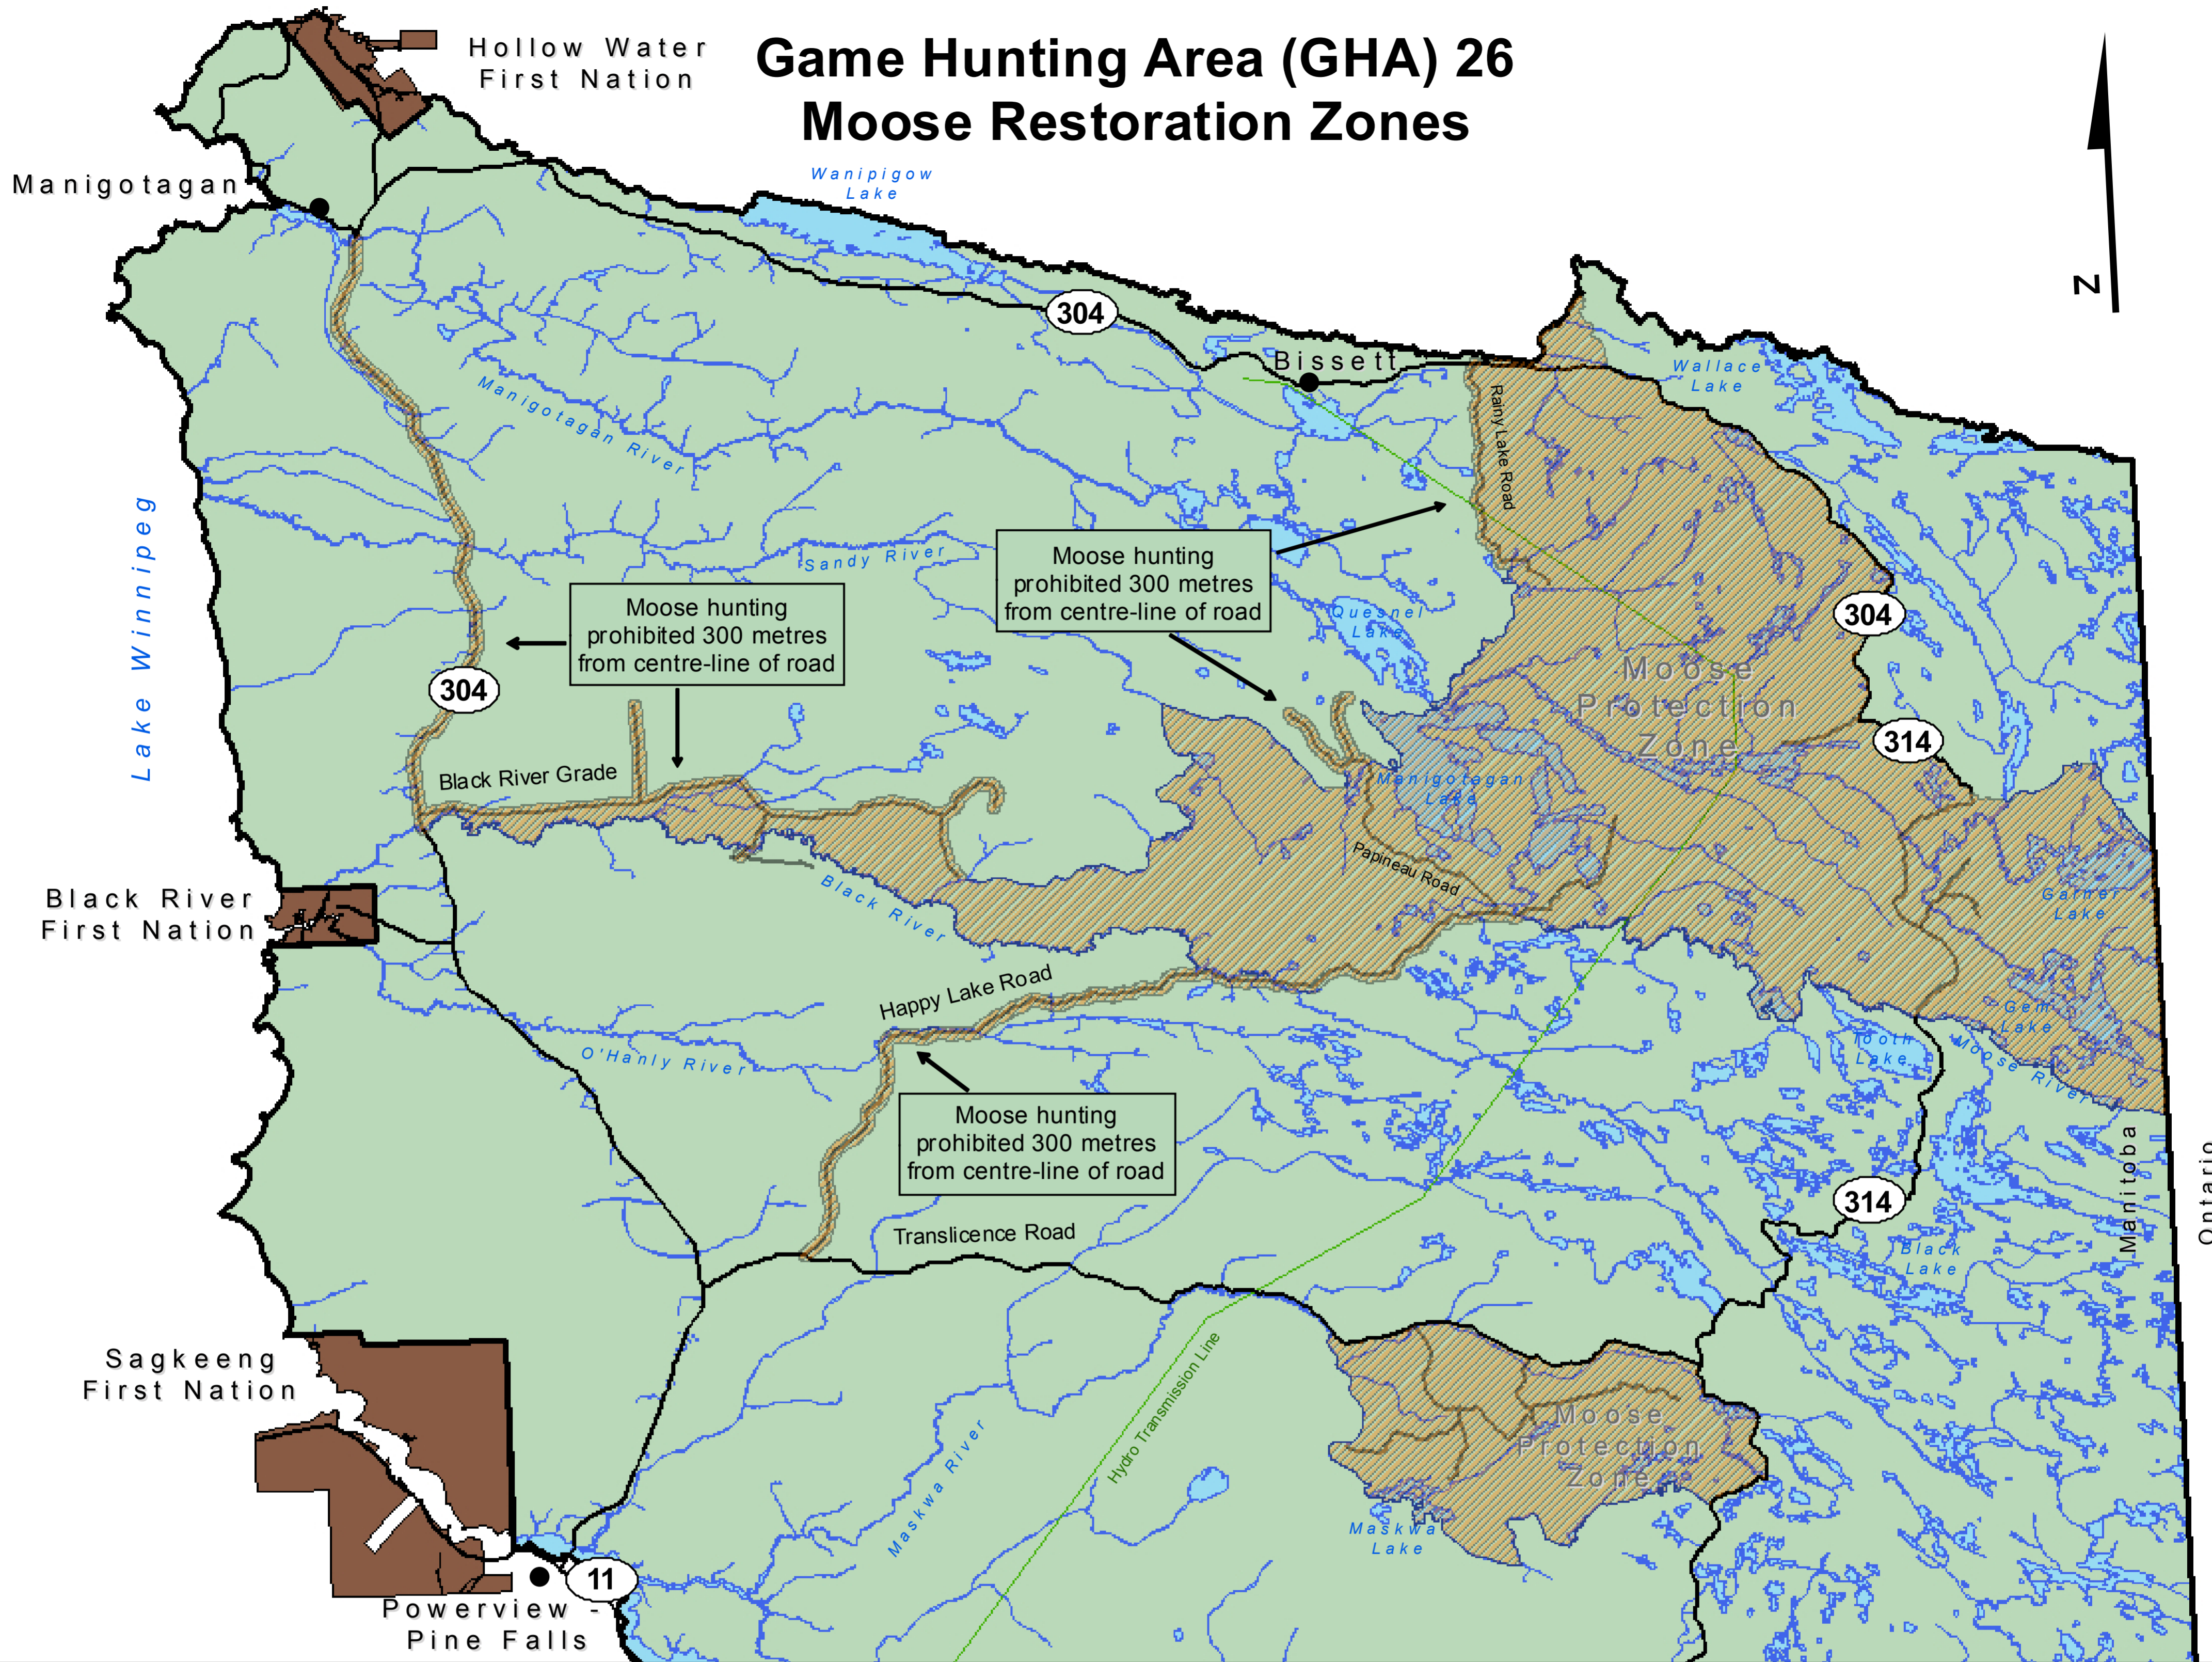 Game Hunting Area (GHA) 26
Moose Restoration Zones
Hollow Water
First Nation
Manigotagan
Wanipigow
Lake
N
304
Bissett
Wallace
Lake
Rainy Lake Road
Manigotagan River
Lake Winnipeg
Sandy River
Moose hunting
prohibited 300 metres
from centre-line of road
Moose hunting
prohibited 300 metres
from centre-line of road
Quesnel
Lake
304
304
Moose
Protection
Zone
314
Black River Grade
Manigotagan
Lake
Papineau Road
Black River
First Nation
Black River
Garner
Lake
Happy Lake Road
Gem
Lake
Tooth
Lake
Moose River
O'Hanly River
Moose hunting
prohibited 300 metres
from centre-line of road
Manitoba
Ontario
314
Translicence Road
Black
Lake
Sagkeeng
First Nation
Hydro Transmission Line
Moose
Protection
Zone
Maskwa River
Maskwa
Lake
11
Powerview -
Pine Falls